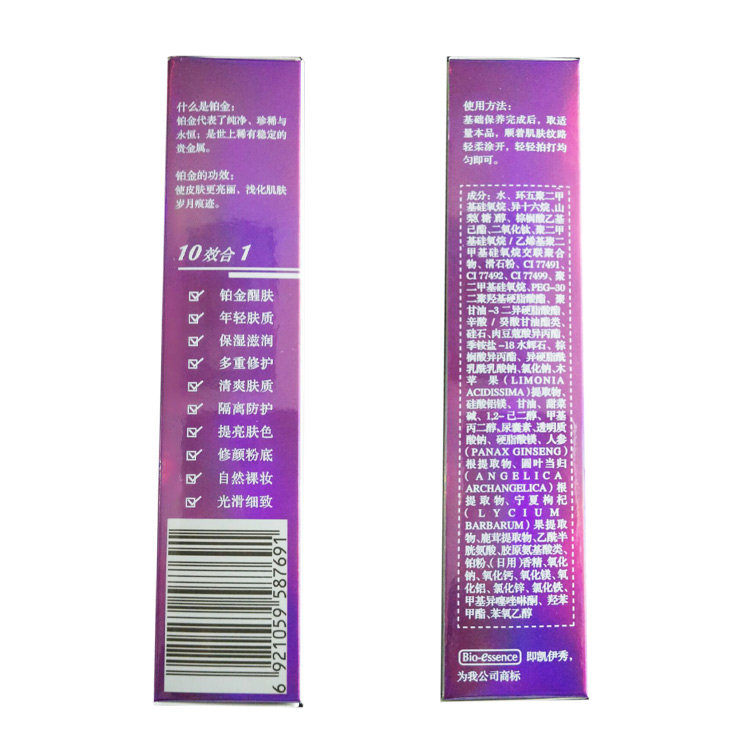 什么是铂金:
铂金代表了纯净、珍稀与
永恒;是世上稀有稳定的
贵金属。
铂金的功效:
使皮肤更亮丽,浅化肌肤
岁月痕迹。
10效合1
铂金醒肤
年轻肤质
保湿滋润
多重修护
清爽肤质
隔离防护
提亮肤色
修颜粉底
自然裸妆
光滑细致
6 921059 587691
使用方法:
基础保养完成后,取适
量本品,顺着肌肤纹路
轻柔涂开,轻轻拍打均
匀即可。
成分:水、环五聚二甲
基硅氧烷、异十六烷、山
梨(糖)醇、棕榈酸乙基
己酯、二氧化钛、聚二甲
基硅氧烷/乙烯基聚二
甲基硅氧烷交联聚合
物、滑石粉、CI 77491、
CI 77492、CI 77499、聚
二甲基硅氧烷、PEG-30
二聚羟基硬脂酸酯、聚
甘油-3 二异硬脂酸酯、
辛酸/癸酸甘油酯类、
硅石、肉豆蔻酸异丙酯、
季铵盐-18 水辉石、棕
榈酸异丙酯、异硬脂酰
乳酰乳酸钠、氯化钠、木
苹果(LIMONIA
ACIDISSIMA)提取物、
硅酸铝镁、甘油、甜菜
碱、1,2-己二醇、甲基
丙二醇、尿囊素、透明质
酸钠、硬脂酸镁、人参
(PANAX GINSENG)
根提取物、圆叶当归
(ANGELICA
ARCHANGELICA)根
提取物、宁夏枸杞
(LYCIUM
BARBARUM)果提取
物、鹿茸提取物、乙酰半
胱氨酸、胶原氨基酸类、
铂粉、(日用)香精、氧化
钠、氧化钙、氧化镁、氧
化铝、氯化锌、氯化铁、
甲基异噻唑啉酮、羟苯
甲酯、苯氧乙醇
Bio-essence 即凯伊秀,
为我公司商标